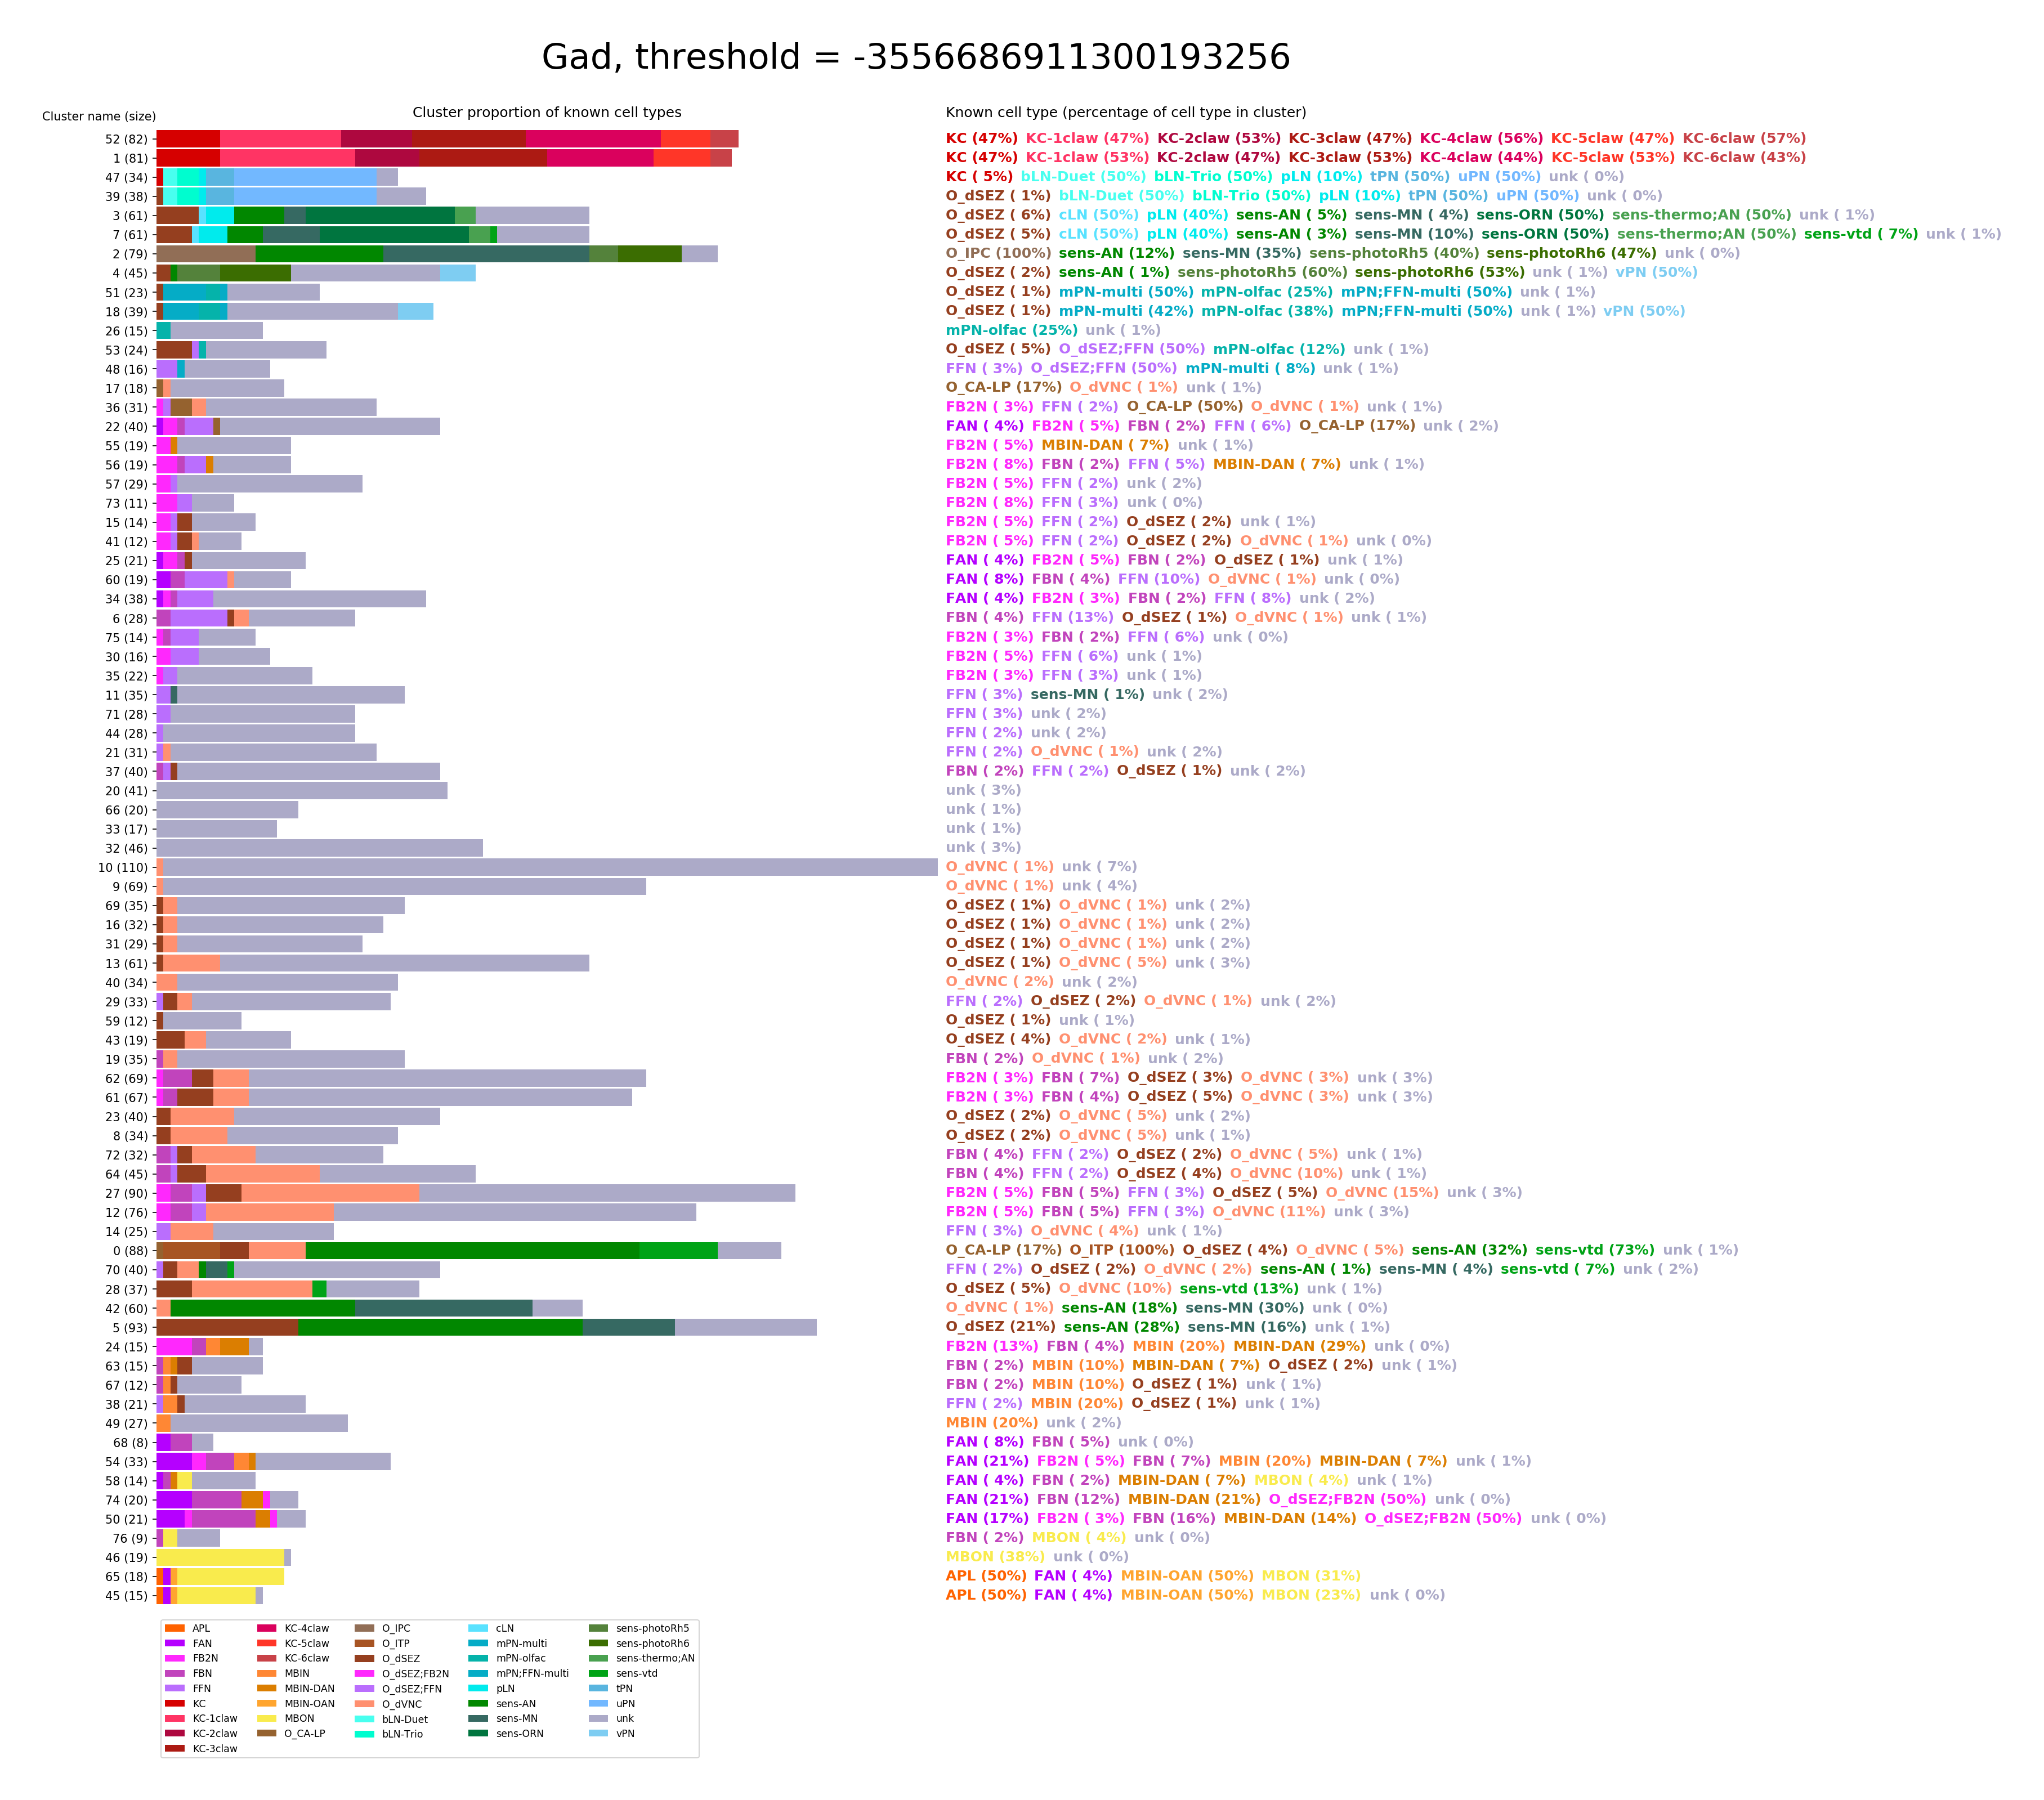 Gad, threshold = -3556686911300193256
Cluster name (size) Cluster proportion of known cell types Known cell type (percentage of cell type in cluster)
52 (82) KC (47%) KC-1claw (47%) KC-2claw (53%) KC-3claw (47%) KC-4claw (56%) KC-5claw (47%) KC-6claw (57%)
1 (81) KC (47%) KC-1claw (53%) KC-2claw (47%) KC-3claw (53%) KC-4claw (44%) KC-5claw (53%) KC-6claw (43%)
47 (34) KC ( 5%) bLN-Duet (50%) bLN-Trio (50%) pLN (10%) tPN (50%) uPN (50%) unk ( 0%)
39 (38) O_dSEZ ( 1%) bLN-Duet (50%) bLN-Trio (50%) pLN (10%) tPN (50%) uPN (50%) unk ( 0%)
3 (61) O_dSEZ ( 6%) cLN (50%) pLN (40%) sens-AN ( 5%) sens-MN ( 4%) sens-ORN (50%) sens-thermo;AN (50%) unk ( 1%)
7 (61) O_dSEZ ( 5%) cLN (50%) pLN (40%) sens-AN ( 3%) sens-MN (10%) sens-ORN (50%) sens-thermo;AN (50%) sens-vtd ( 7%) unk ( 1%)
2 (79) O_IPC (100%) sens-AN (12%) sens-MN (35%) sens-photoRh5 (40%) sens-photoRh6 (47%) unk ( 0%)
4 (45) O_dSEZ ( 2%) sens-AN ( 1%) sens-photoRh5 (60%) sens-photoRh6 (53%) unk ( 1%) vPN (50%)
51 (23) O_dSEZ ( 1%) mPN-multi (50%) mPN-olfac (25%) mPN;FFN-multi (50%) unk ( 1%)
18 (39) O_dSEZ ( 1%) mPN-multi (42%) mPN-olfac (38%) mPN;FFN-multi (50%) unk ( 1%) vPN (50%)
26 (15) mPN-olfac (25%) unk ( 1%)
53 (24) O_dSEZ ( 5%) O_dSEZ;FFN (50%) mPN-olfac (12%) unk ( 1%)
48 (16) FFN ( 3%) O_dSEZ;FFN (50%) mPN-multi ( 8%) unk ( 1%)
17 (18) O_CA-LP (17%) O_dVNC ( 1%) unk ( 1%)
36 (31) FB2N ( 3%) FFN ( 2%) O_CA-LP (50%) O_dVNC ( 1%) unk ( 1%)
22 (40) FAN ( 4%) FB2N ( 5%) FBN ( 2%) FFN ( 6%) O_CA-LP (17%) unk ( 2%)
55 (19) FB2N ( 5%) MBIN-DAN ( 7%) unk ( 1%)
56 (19) FB2N ( 8%) FBN ( 2%) FFN ( 5%) MBIN-DAN ( 7%) unk ( 1%)
57 (29) FB2N ( 5%) FFN ( 2%) unk ( 2%)
73 (11) FB2N ( 8%) FFN ( 3%) unk ( 0%)
15 (14) FB2N ( 5%) FFN ( 2%) O_dSEZ ( 2%) unk ( 1%)
41 (12) FB2N ( 5%) FFN ( 2%) O_dSEZ ( 2%) O_dVNC ( 1%) unk ( 0%)
25 (21) FAN ( 4%) FB2N ( 5%) FBN ( 2%) O_dSEZ ( 1%) unk ( 1%)
60 (19) FAN ( 8%) FBN ( 4%) FFN (10%) O_dVNC ( 1%) unk ( 0%)
34 (38) FAN ( 4%) FB2N ( 3%) FBN ( 2%) FFN ( 8%) unk ( 2%)
6 (28) FBN ( 4%) FFN (13%) O_dSEZ ( 1%) O_dVNC ( 1%) unk ( 1%)
75 (14) FB2N ( 3%) FBN ( 2%) FFN ( 6%) unk ( 0%)
30 (16) FB2N ( 5%) FFN ( 6%) unk ( 1%)
35 (22) FB2N ( 3%) FFN ( 3%) unk ( 1%)
11 (35) FFN ( 3%) sens-MN ( 1%) unk ( 2%)
71 (28) FFN ( 3%) unk ( 2%)
44 (28) FFN ( 2%) unk ( 2%)
21 (31) FFN ( 2%) O_dVNC ( 1%) unk ( 2%)
37 (40) FBN ( 2%) FFN ( 2%) O_dSEZ ( 1%) unk ( 2%)
20 (41) unk ( 3%)
66 (20) unk ( 1%)
33 (17) unk ( 1%)
32 (46) unk ( 3%)
10 (110) O_dVNC ( 1%) unk ( 7%)
9 (69) O_dVNC ( 1%) unk ( 4%)
69 (35) O_dSEZ ( 1%) O_dVNC ( 1%) unk ( 2%)
16 (32) O_dSEZ ( 1%) O_dVNC ( 1%) unk ( 2%)
31 (29) O_dSEZ ( 1%) O_dVNC ( 1%) unk ( 2%)
13 (61) O_dSEZ ( 1%) O_dVNC ( 5%) unk ( 3%)
40 (34) O_dVNC ( 2%) unk ( 2%)
29 (33) FFN ( 2%) O_dSEZ ( 2%) O_dVNC ( 1%) unk ( 2%)
59 (12) O_dSEZ ( 1%) unk ( 1%)
43 (19) O_dSEZ ( 4%) O_dVNC ( 2%) unk ( 1%)
19 (35) FBN ( 2%) O_dVNC ( 1%) unk ( 2%)
62 (69) FB2N ( 3%) FBN ( 7%) O_dSEZ ( 3%) O_dVNC ( 3%) unk ( 3%)
61 (67) FB2N ( 3%) FBN ( 4%) O_dSEZ ( 5%) O_dVNC ( 3%) unk ( 3%)
23 (40) O_dSEZ ( 2%) O_dVNC ( 5%) unk ( 2%)
8 (34) O_dSEZ ( 2%) O_dVNC ( 5%) unk ( 1%)
72 (32) FBN ( 4%) FFN ( 2%) O_dSEZ ( 2%) O_dVNC ( 5%) unk ( 1%)
64 (45) FBN ( 4%) FFN ( 2%) O_dSEZ ( 4%) O_dVNC (10%) unk ( 1%)
27 (90) FB2N ( 5%) FBN ( 5%) FFN ( 3%) O_dSEZ ( 5%) O_dVNC (15%) unk ( 3%)
12 (76) FB2N ( 5%) FBN ( 5%) FFN ( 3%) O_dVNC (11%) unk ( 3%)
14 (25) FFN ( 3%) O_dVNC ( 4%) unk ( 1%)
0 (88) O_CA-LP (17%) O_ITP (100%) O_dSEZ ( 4%) O_dVNC ( 5%) sens-AN (32%) sens-vtd (73%) unk ( 1%)
70 (40) FFN ( 2%) O_dSEZ ( 2%) O_dVNC ( 2%) sens-AN ( 1%) sens-MN ( 4%) sens-vtd ( 7%) unk ( 2%)
28 (37) O_dSEZ ( 5%) O_dVNC (10%) sens-vtd (13%) unk ( 1%)
42 (60) O_dVNC ( 1%) sens-AN (18%) sens-MN (30%) unk ( 0%)
5 (93) O_dSEZ (21%) sens-AN (28%) sens-MN (16%) unk ( 1%)
24 (15) FB2N (13%) FBN ( 4%) MBIN (20%) MBIN-DAN (29%) unk ( 0%)
63 (15) FBN ( 2%) MBIN (10%) MBIN-DAN ( 7%) O_dSEZ ( 2%) unk ( 1%)
67 (12) FBN ( 2%) MBIN (10%) O_dSEZ ( 1%) unk ( 1%)
38 (21) FFN ( 2%) MBIN (20%) O_dSEZ ( 1%) unk ( 1%)
49 (27) MBIN (20%) unk ( 2%)
68 (8) FAN ( 8%) FBN ( 5%) unk ( 0%)
54 (33) FAN (21%) FB2N ( 5%) FBN ( 7%) MBIN (20%) MBIN-DAN ( 7%) unk ( 1%)
58 (14) FAN ( 4%) FBN ( 2%) MBIN-DAN ( 7%) MBON ( 4%) unk ( 1%)
74 (20) FAN (21%) FBN (12%) MBIN-DAN (21%) O_dSEZ;FB2N (50%) unk ( 0%)
50 (21) FAN (17%) FB2N ( 3%) FBN (16%) MBIN-DAN (14%) O_dSEZ;FB2N (50%) unk ( 0%)
76 (9) FBN ( 2%) MBON ( 4%) unk ( 0%)
46 (19) MBON (38%) unk ( 0%)
65 (18) APL (50%) FAN ( 4%) MBIN-OAN (50%) MBON (31%)
45 (15) APL (50%) FAN ( 4%) MBIN-OAN (50%) MBON (23%) unk ( 0%)
APL KC-4claw O_IPC cLN sens-photoRh5
FAN KC-5claw O_ITP mPN-multi sens-photoRh6
FB2N KC-6claw O_dSEZ mPN-olfac sens-thermo;AN
FBN MBIN O_dSEZ;FB2N mPN;FFN-multi sens-vtd
FFN MBIN-DAN O_dSEZ;FFN pLN tPN
KC MBIN-OAN O_dVNC sens-AN uPN
KC-1claw MBON bLN-Duet sens-MN unk
KC-2claw O_CA-LP bLN-Trio sens-ORN vPN
KC-3claw